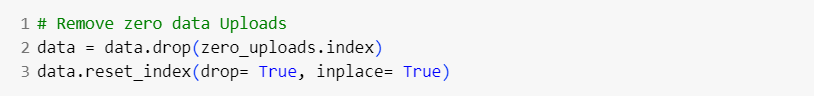 1 # Remove zero data Uploads
2 data = data.drop(zero_uploads.index)
3 data.reset_index(drop= True, inplace= True)